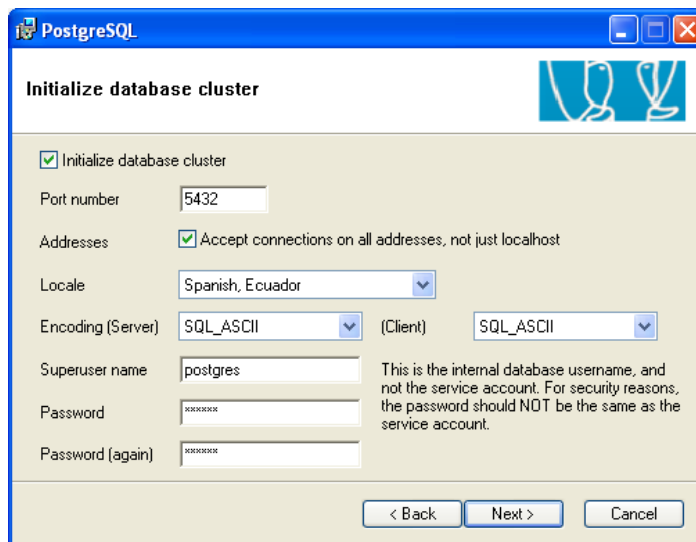 PostgreSQL
Initialize database cluster
Initialize database cluster
Port number 5432
Addresses Accept connections on all addresses, not just localhost
Locale Spanish, Ecuador
Encoding (Server) SQL_ASCII (Client) SQL_ASCII
Superuser name postgres
This is the internal database username, and
not the service account. For security reasons,
the password should NOT be the same as the
service account.
Password ******
Password (again) ******
< Back Next > Cancel